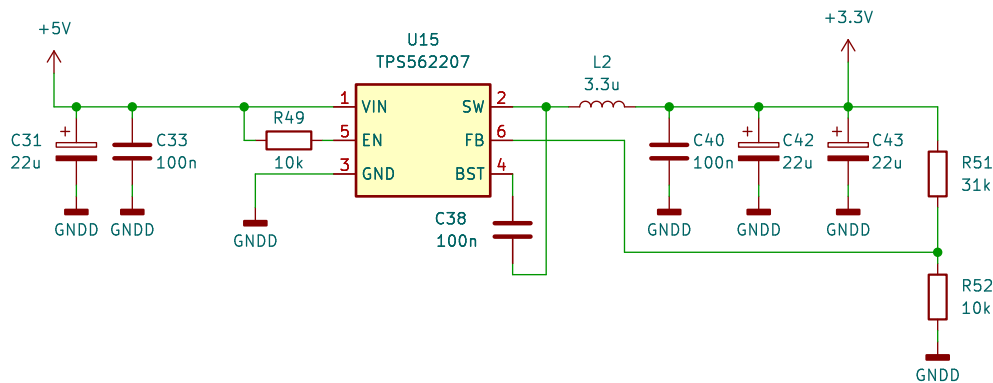 +5V
+3.3V
U15
TPS562207
L2
3.3u
1
VIN
SW
2
R49
10k
5
EN
FB
6
3
GND
BST
4
C31
22u
C33
100n
C40
100n
C42
22u
C43
22u
R51
31k
GNDD
GNDD
GNDD
C38
100n
GNDD
GNDD
GNDD
R52
10k
GNDD